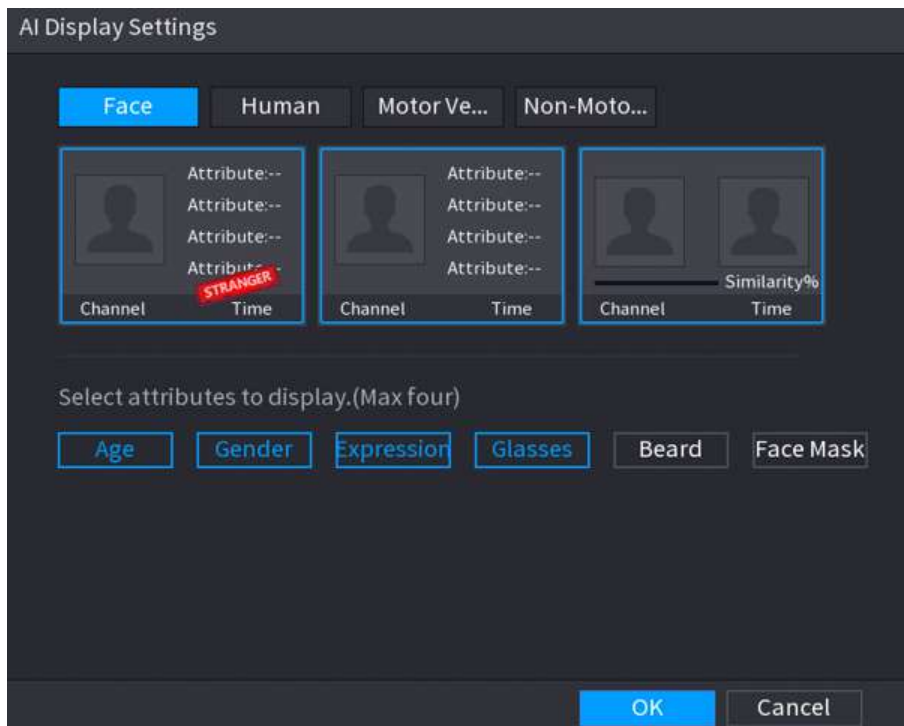 AI Display Settings
Face
Human
Motor Ve...
Non-Moto...
Attribute:--
Attribute:--
Attribute:--
Attribute:--
STRANGER
Channel
Time
Attribute:--
Attribute:--
Attribute:--
Attribute:--
Channel
Time
Similarity%
Channel
Time
Select attributes to display.(Max four)
Age
Gender
Expression
Glasses
Beard
Face Mask
OK
Cancel